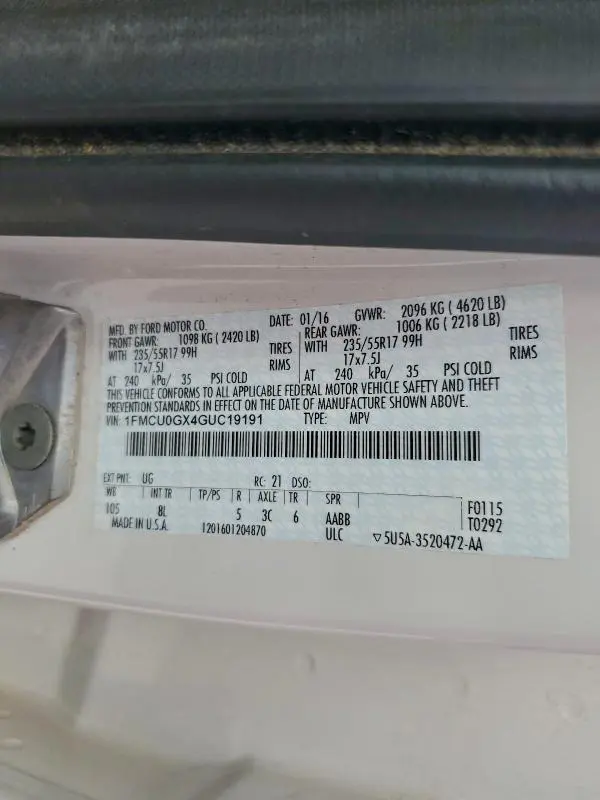 MFD. BY FORD MOTOR CO. DATE: 01/16 GVWR: 2096 KG ( 4620 LB)
FRONT GAWR: 1098 KG ( 2420 LB) REAR GAWR: 1006 KG ( 2218 LB)
WITH 235/55R17 99H TIRES WITH 235/55R17 99H TIRES
17x7.5J RIMS 17x7.5J RIMS
AT 240 kPa/ 35 PSI COLD AT 240 kPa/ 35 PSI COLD
THIS VEHICLE CONFORMS TO ALL APPLICABLE FEDERAL MOTOR VEHICLE SAFETY AND THEFT
PREVENTION STANDARDS IN EFFECT ON THE DATE OF MANUFACTURE SHOWN ABOVE.
VIN: 1FMCU0GX4GUC19191 TYPE: MPV
EXT PNT: UG RC: 21 DSO:
WB INT TR TP/PS R AXLE TR SPR F0115
105 8L 5 3C 6 AABB T0292
MADE IN U.S.A. 1201601204870 ULC ▽5U5A-3520472-AA